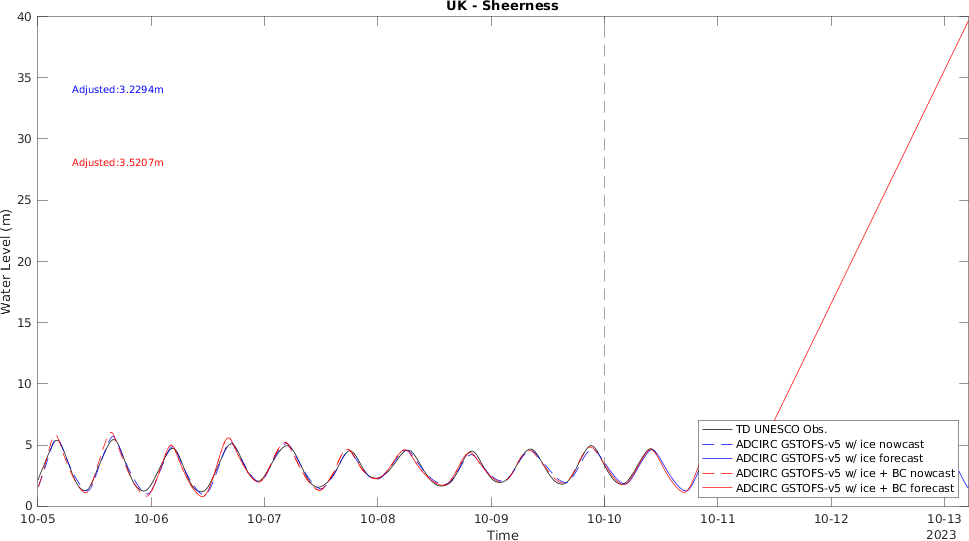 UK - Sheerness
40
35
30
25
20
15
10
5
0
Water Level (m)
Adjusted:3.2294m
Adjusted:3.5207m
TD UNESCO Obs.
ADCIRC GSTOFS-v5 w/ ice nowcast
ADCIRC GSTOFS-v5 w/ ice forecast
ADCIRC GSTOFS-v5 w/ ice + BC nowcast
ADCIRC GSTOFS-v5 w/ ice + BC forecast
10-05 10-06 10-07 10-08 10-09 10-10 10-11 10-12 10-13
Time
2023